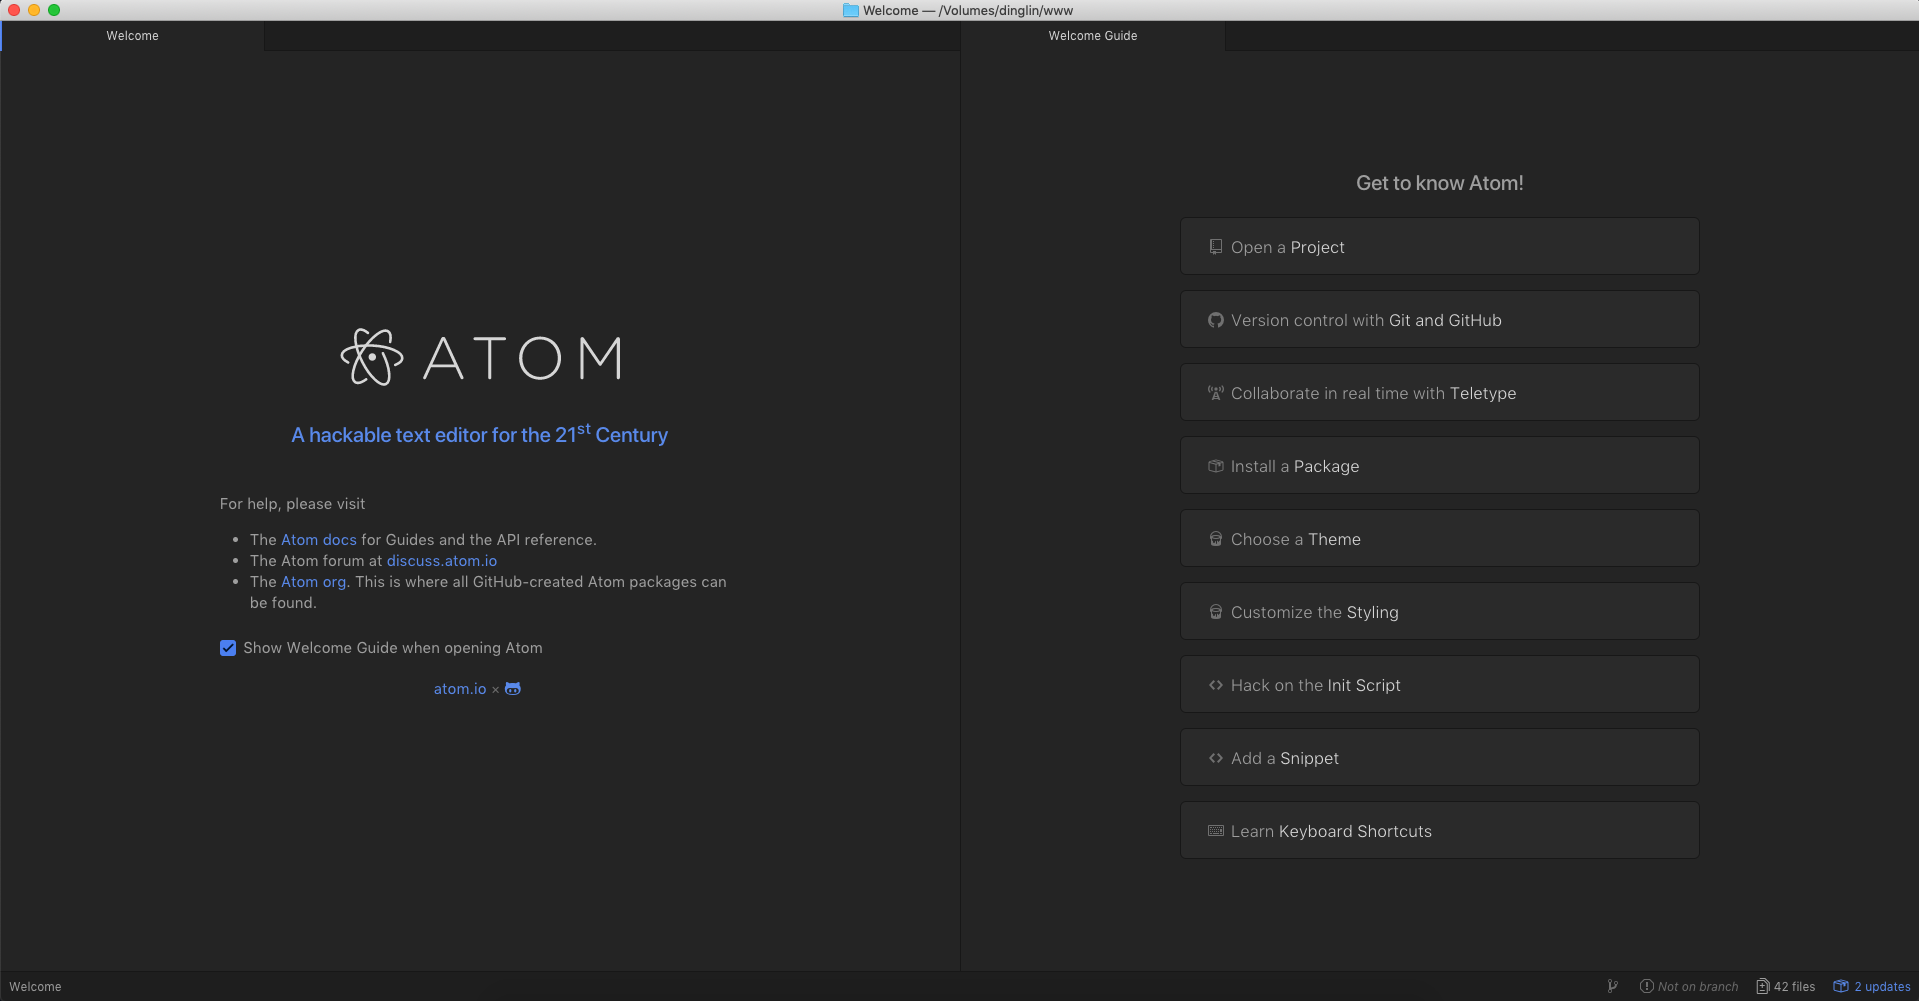 Welcome — /Volumes/dinglin/www
Welcome
Welcome Guide
ATOM
A hackable text editor for the 21st Century
For help, please visit
• The Atom docs for Guides and the API reference.
• The Atom forum at discuss.atom.io
• The Atom org. This is where all GitHub-created Atom packages can
be found.
Show Welcome Guide when opening Atom
atom.io ×
Get to know Atom!
Open a Project
Version control with Git and GitHub
Collaborate in real time with Teletype
Install a Package
Choose a Theme
Customize the Styling
Hack on the Init Script
Add a Snippet
Learn Keyboard Shortcuts
Welcome
Not on branch
42 files
2 updates